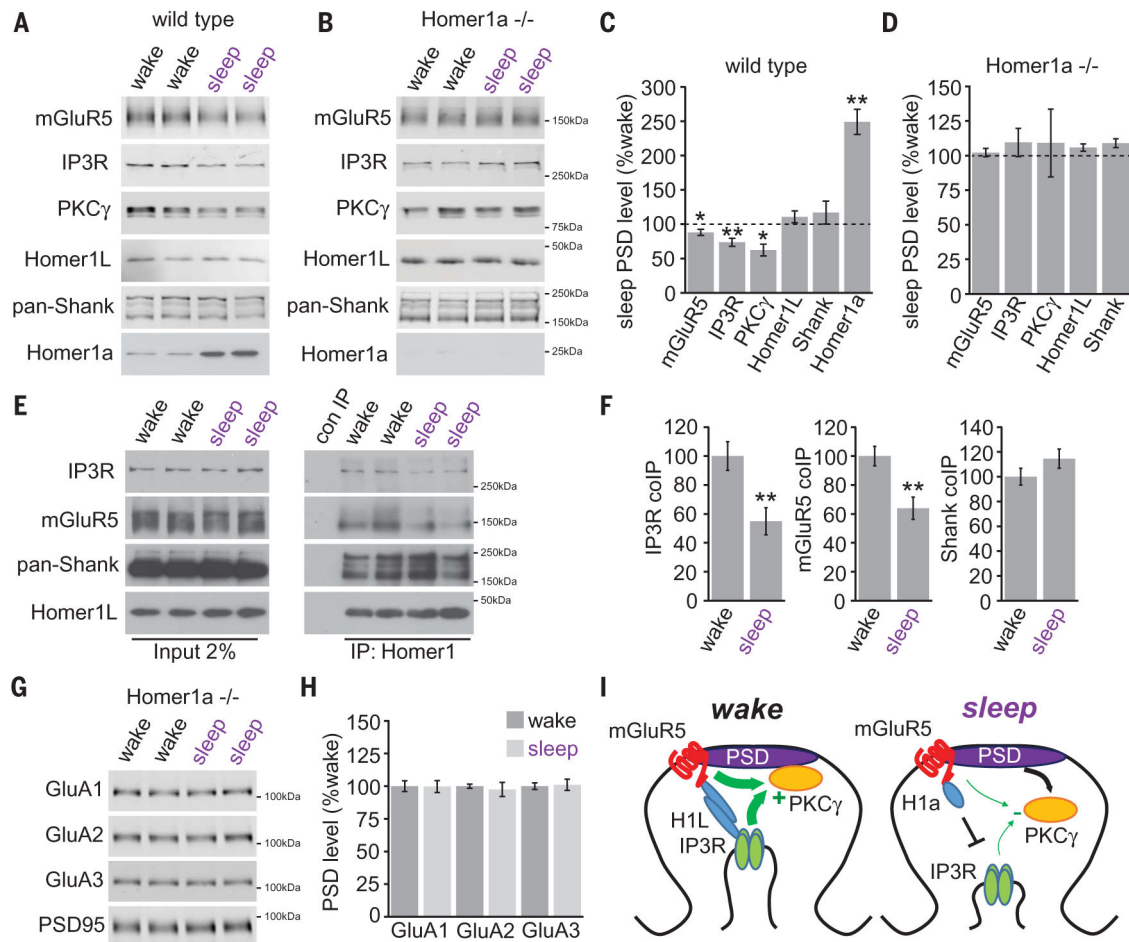 A
wild type
wake
wake
sleep
sleep
mGluR5
IP3R
PKCγ
Homer1L
pan-Shank
Homer1a
B
Homer1a -/-
wake
wake
sleep
sleep
mGluR5
150kDa
IP3R
250kDa
PKCγ
75kDa
50kDa
Homer1L
pan-Shank
250kDa
150kDa
Homer1a
25kDa
C
wild type
sleep PSD level (%wake)
300
250
200
150
100
50
0
*
**
*
**
mGluR5
IP3R
PKCγ
Homer1L
Shank
Homer1a
D
Homer1a -/-
sleep PSD level (%wake)
150
125
100
75
50
25
0
mGluR5
IP3R
PKCγ
Homer1L
Shank
E
wake
wake
sleep
sleep
con IP
wake
wake
sleep
sleep
IP3R
250kDa
mGluR5
150kDa
pan-Shank
250kDa
150kDa
Homer1L
50kDa
Input 2%
IP: Homer1
F
IP3R coIP
120
100
80
60
40
20
0
**
wake
sleep
mGluR5 coIP
120
100
80
60
40
20
0
**
wake
sleep
Shank coIP
140
120
100
80
60
40
20
0
wake
sleep
G
Homer1a -/-
wake
wake
sleep
sleep
GluA1
100kDa
GluA2
100kDa
GluA3
100kDa
PSD95
100kDa
H
PSD level (%wake)
150
125
100
75
50
25
0
wake
sleep
GluA1
GluA2
GluA3
I
wake
mGluR5
PSD
+
PKCγ
H1L
IP3R
sleep
mGluR5
PSD
H1a
-
PKCγ
IP3R